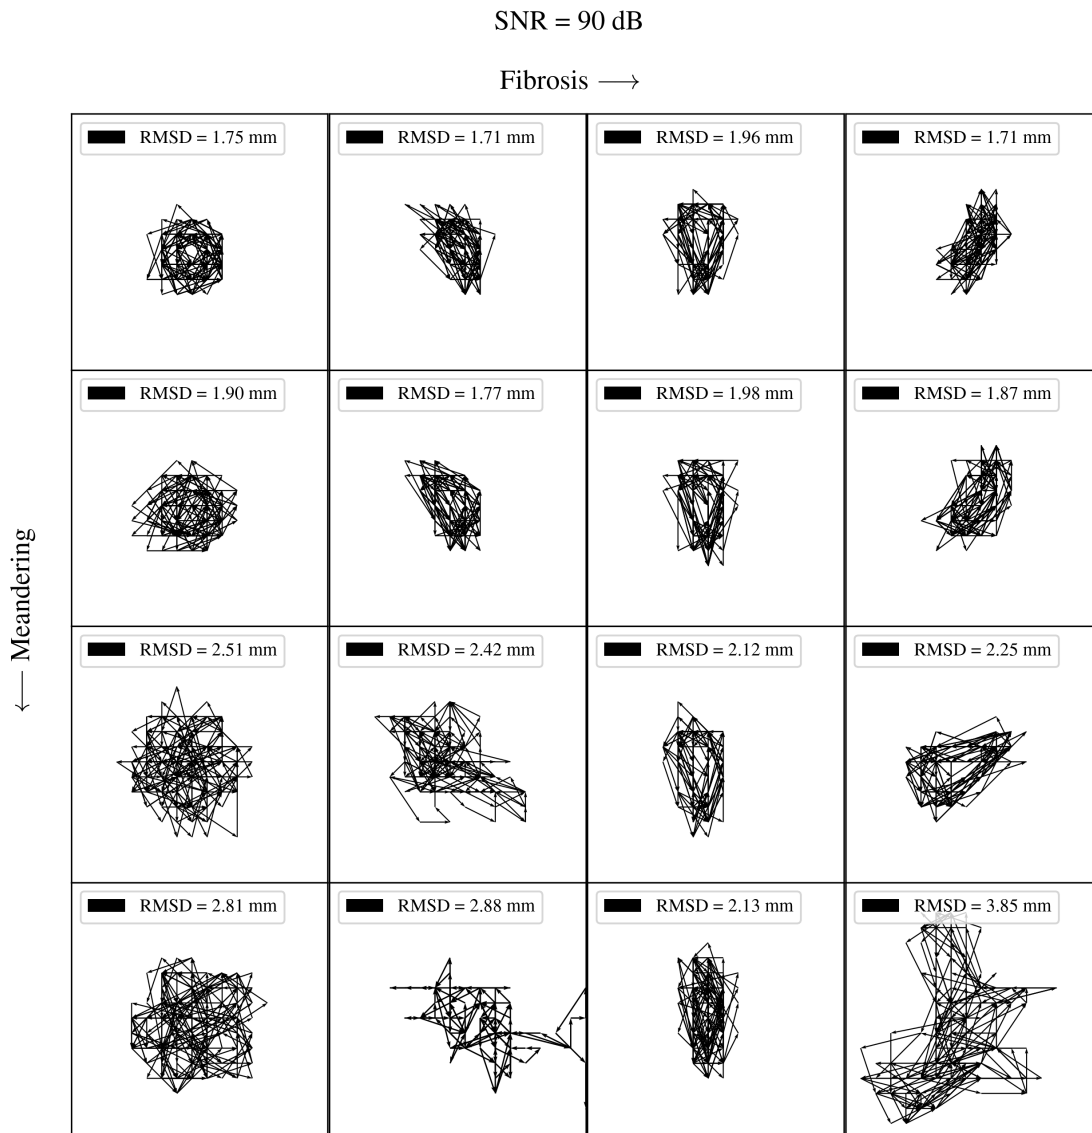 SNR = 90 dB
Fibrosis ⟶
RMSD = 1.75 mm
RMSD = 1.71 mm
RMSD = 1.96 mm
RMSD = 1.71 mm
RMSD = 1.90 mm
RMSD = 1.77 mm
RMSD = 1.98 mm
RMSD = 1.87 mm
⟵ Meandering
RMSD = 2.51 mm
RMSD = 2.42 mm
RMSD = 2.12 mm
RMSD = 2.25 mm
RMSD = 2.81 mm
RMSD = 2.88 mm
RMSD = 2.13 mm
RMSD = 3.85 mm